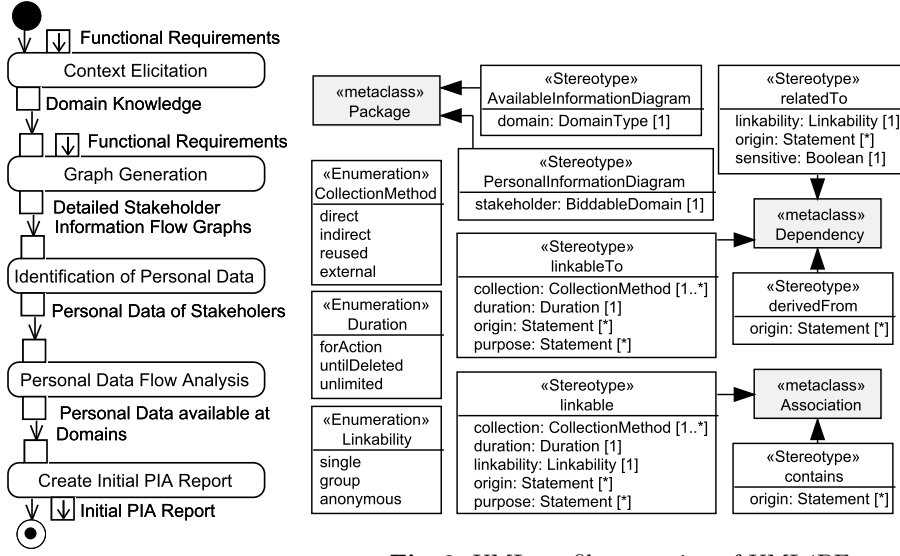 Functional Requirements
Context Elicitation
Domain Knowledge
Functional Requirements
Graph Generation
Detailed Stakeholder
Information Flow Graphs
Identification of Personal Data
Personal Data of Stakeholders
Personal Data Flow Analysis
Personal Data available at
Domains
Create Initial PIA Report
Initial PIA Report
«metaclass»
Package
«Stereotype»
AvailableInformationDiagram
domain: DomainType [1]
«Stereotype»
relatedTo
linkability: Linkability [1]
origin: Statement [*]
sensitive: Boolean [1]
«Stereotype»
PersonalInformationDiagram
stakeholder: BiddableDomain [1]
«Enumeration»
CollectionMethod
direct
indirect
reused
external
«metaclass»
Dependency
«Stereotype»
linkableTo
collection: CollectionMethod [1..*]
duration: Duration [1]
origin: Statement [*]
purpose: Statement [*]
«Stereotype»
derivedFrom
origin: Statement [*]
«Enumeration»
Duration
forAction
untilDeleted
unlimited
«Stereotype»
linkable
collection: CollectionMethod [1..*]
duration: Duration [1]
linkability: Linkability [1]
origin: Statement [*]
purpose: Statement [*]
«metaclass»
Association
«Enumeration»
Linkability
single
group
anonymous
«Stereotype»
contains
origin: Statement [*]